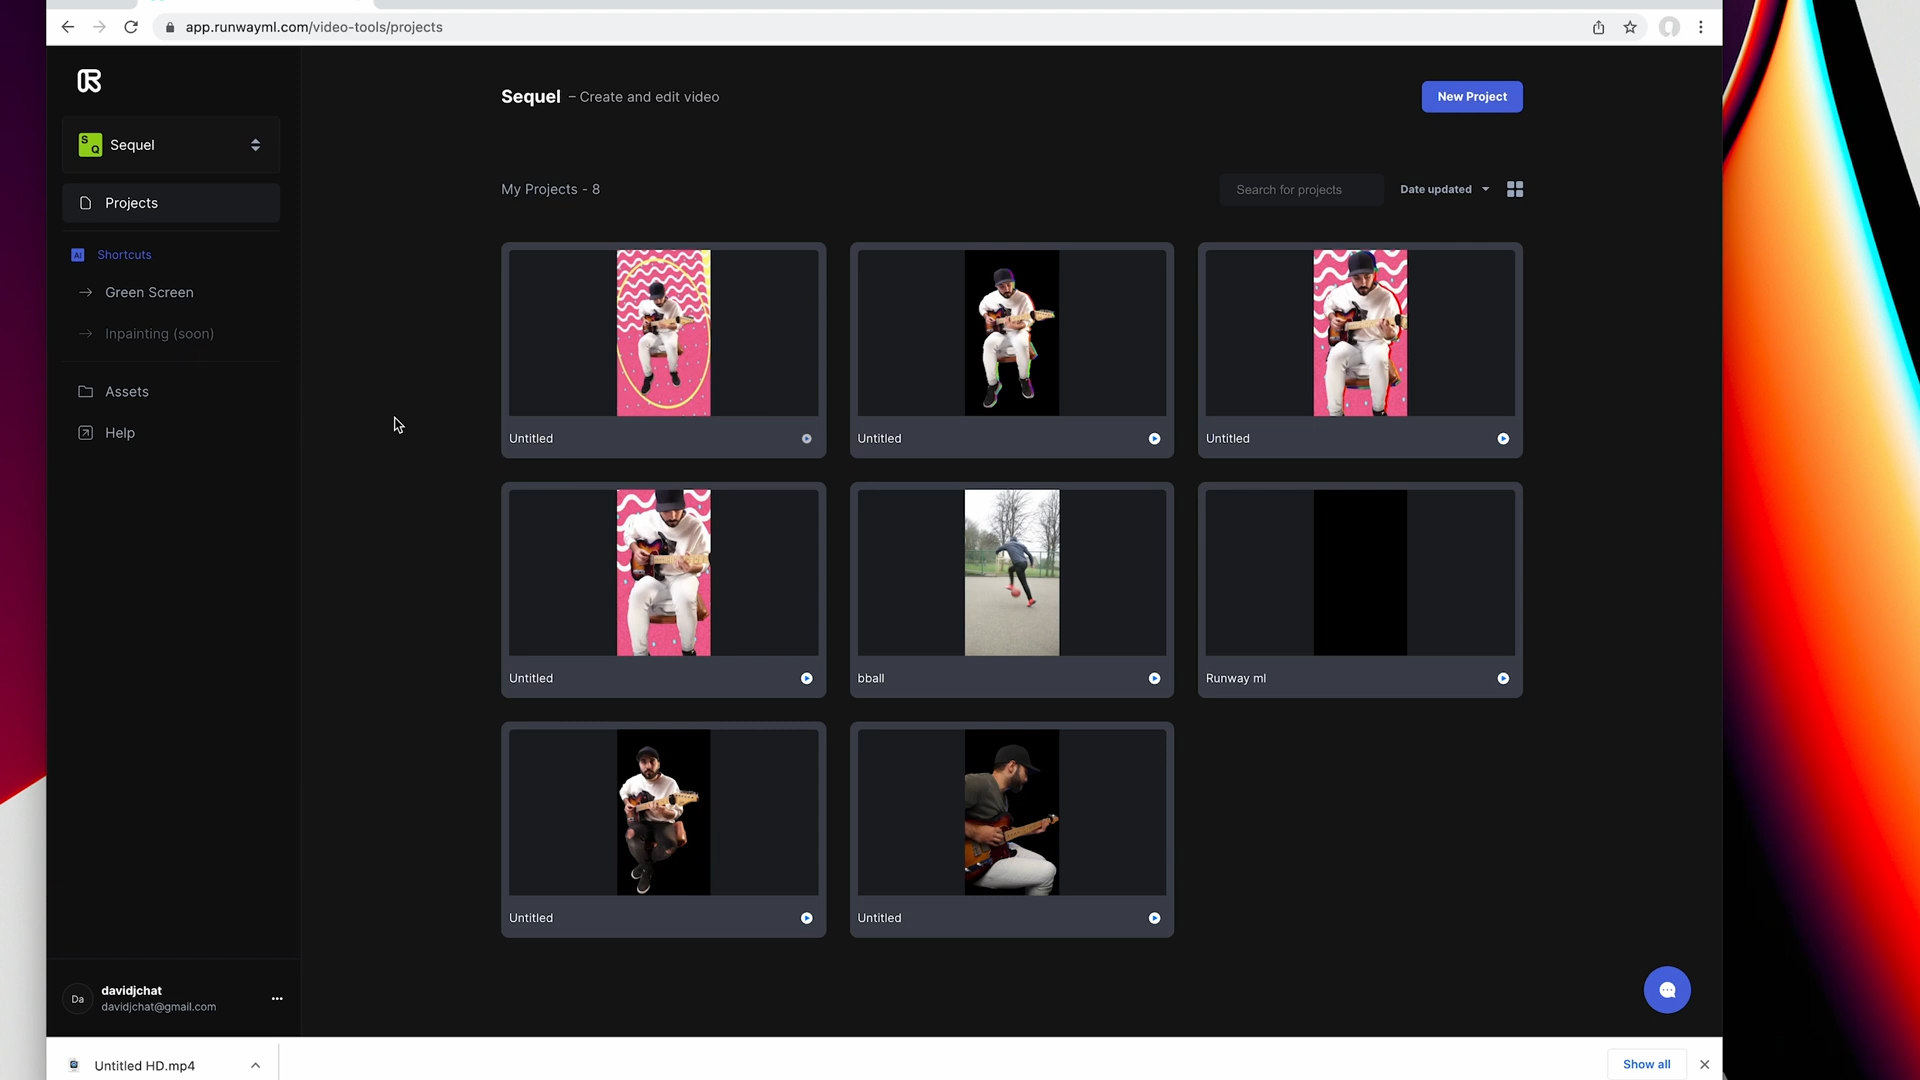 app.runwayml.com/video-tools/projects
Sequel – Create and edit video
New Project
S
Q
Sequel
Projects
My Projects - 8
Search for projects
Date updated
AI Shortcuts
Green Screen
Inpainting (soon)
Assets
Help
Untitled
Untitled
Untitled
Untitled
bball
Runway ml
Untitled
Untitled
Da
davidjchat
davidjchat@gmail.com
Untitled HD.mp4
Show all